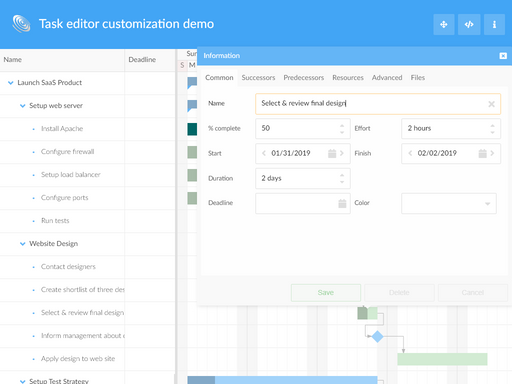 Task editor customization demo
Name
Deadline
Launch SaaS Product
Setup web server
Install Apache
Configure firewall
Setup load balancer
Configure ports
Run tests
Website Design
Contact designers
Create shortlist of three des
Select & review final design
Inform management about
Apply design to web site
Setup Test Strategy
Sun
S M
Information
Common Successors Predecessors Resources Advanced Files
Name Select & review final design
% complete 50 Effort 2 hours
Start 01/31/2019 Finish 02/02/2019
Duration 2 days
Deadline Color
Save Delete Cancel